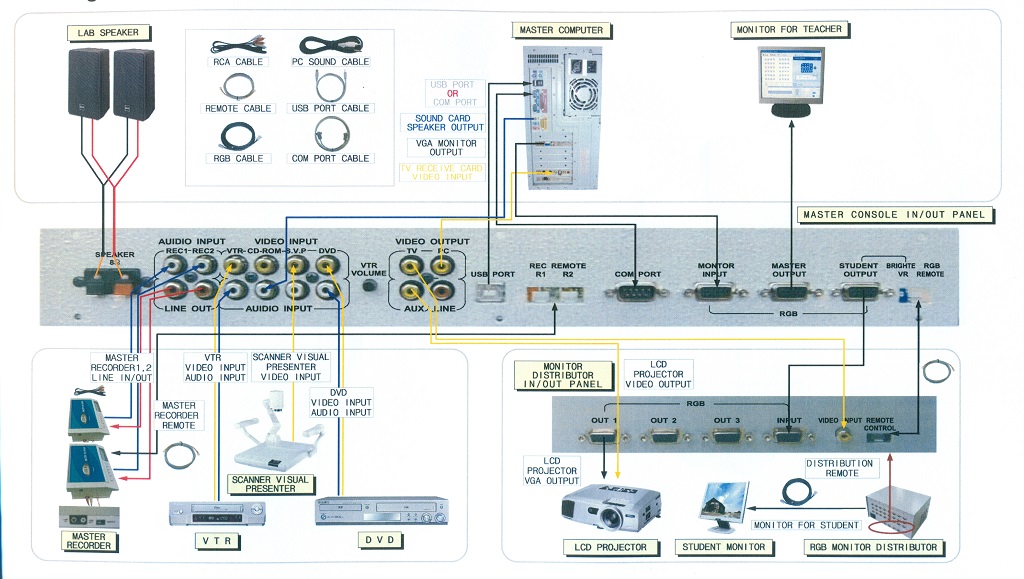 LAB SPEAKER
RCA CABLE
PC SOUND CABLE
REMOTE CABLE
USB PORT CABLE
RGB CABLE
COM PORT CABLE
MASTER COMPUTER
MONITOR FOR TEACHER
USB PORT
OR
COM PORT
SOUND CARD
SPEAKER OUTPUT
VGA MONITOR
OUTPUT
TV RECEIVE CARD
VIDEO INPUT
MASTER CONSOLE IN/OUT PANEL
SPEAKER
8Ω
AUDIO INPUT
REC1-REC2
LINE OUT
VIDEO INPUT
VTR-CD-ROM-S.V.P-DVD
AUDIO INPUT
VTR
VOLUME
VIDEO OUTPUT
TV PC
AUX/LINE
USB PORT
REC REMOTE
R1 R2
COM PORT
MONITOR
INPUT
MASTER
OUTPUT
STUDENT
OUTPUT
RGB
BRIGHTE
VR
RGB
REMOTE
MASTER
RECORDER1,2
LINE IN/OUT
VTR
VIDEO INPUT
AUDIO INPUT
SCANNER VISUAL
PRESENTER
VIDEO INPUT
DVD
VIDEO INPUT
AUDIO INPUT
MASTER
RECORDER
REMOTE
SCANNER VISUAL
PRESENTER
MASTER
RECORDER
VTR
DVD
MONITOR
DISTRIBUTOR
IN/OUT PANEL
LCD
PROJECTOR
VIDEO OUTPUT
RGB
OUT 1
OUT 2
OUT 3
INPUT
VIDEO INPUT
REMOTE
CONTROL
LCD
PROJECTOR
VGA OUTPUT
DISTRIBUTION
REMOTE
MONITOR FOR STUDENT
LCD PROJECTOR
STUDENT MONITOR
RGB MONITOR DISTRIBUTOR